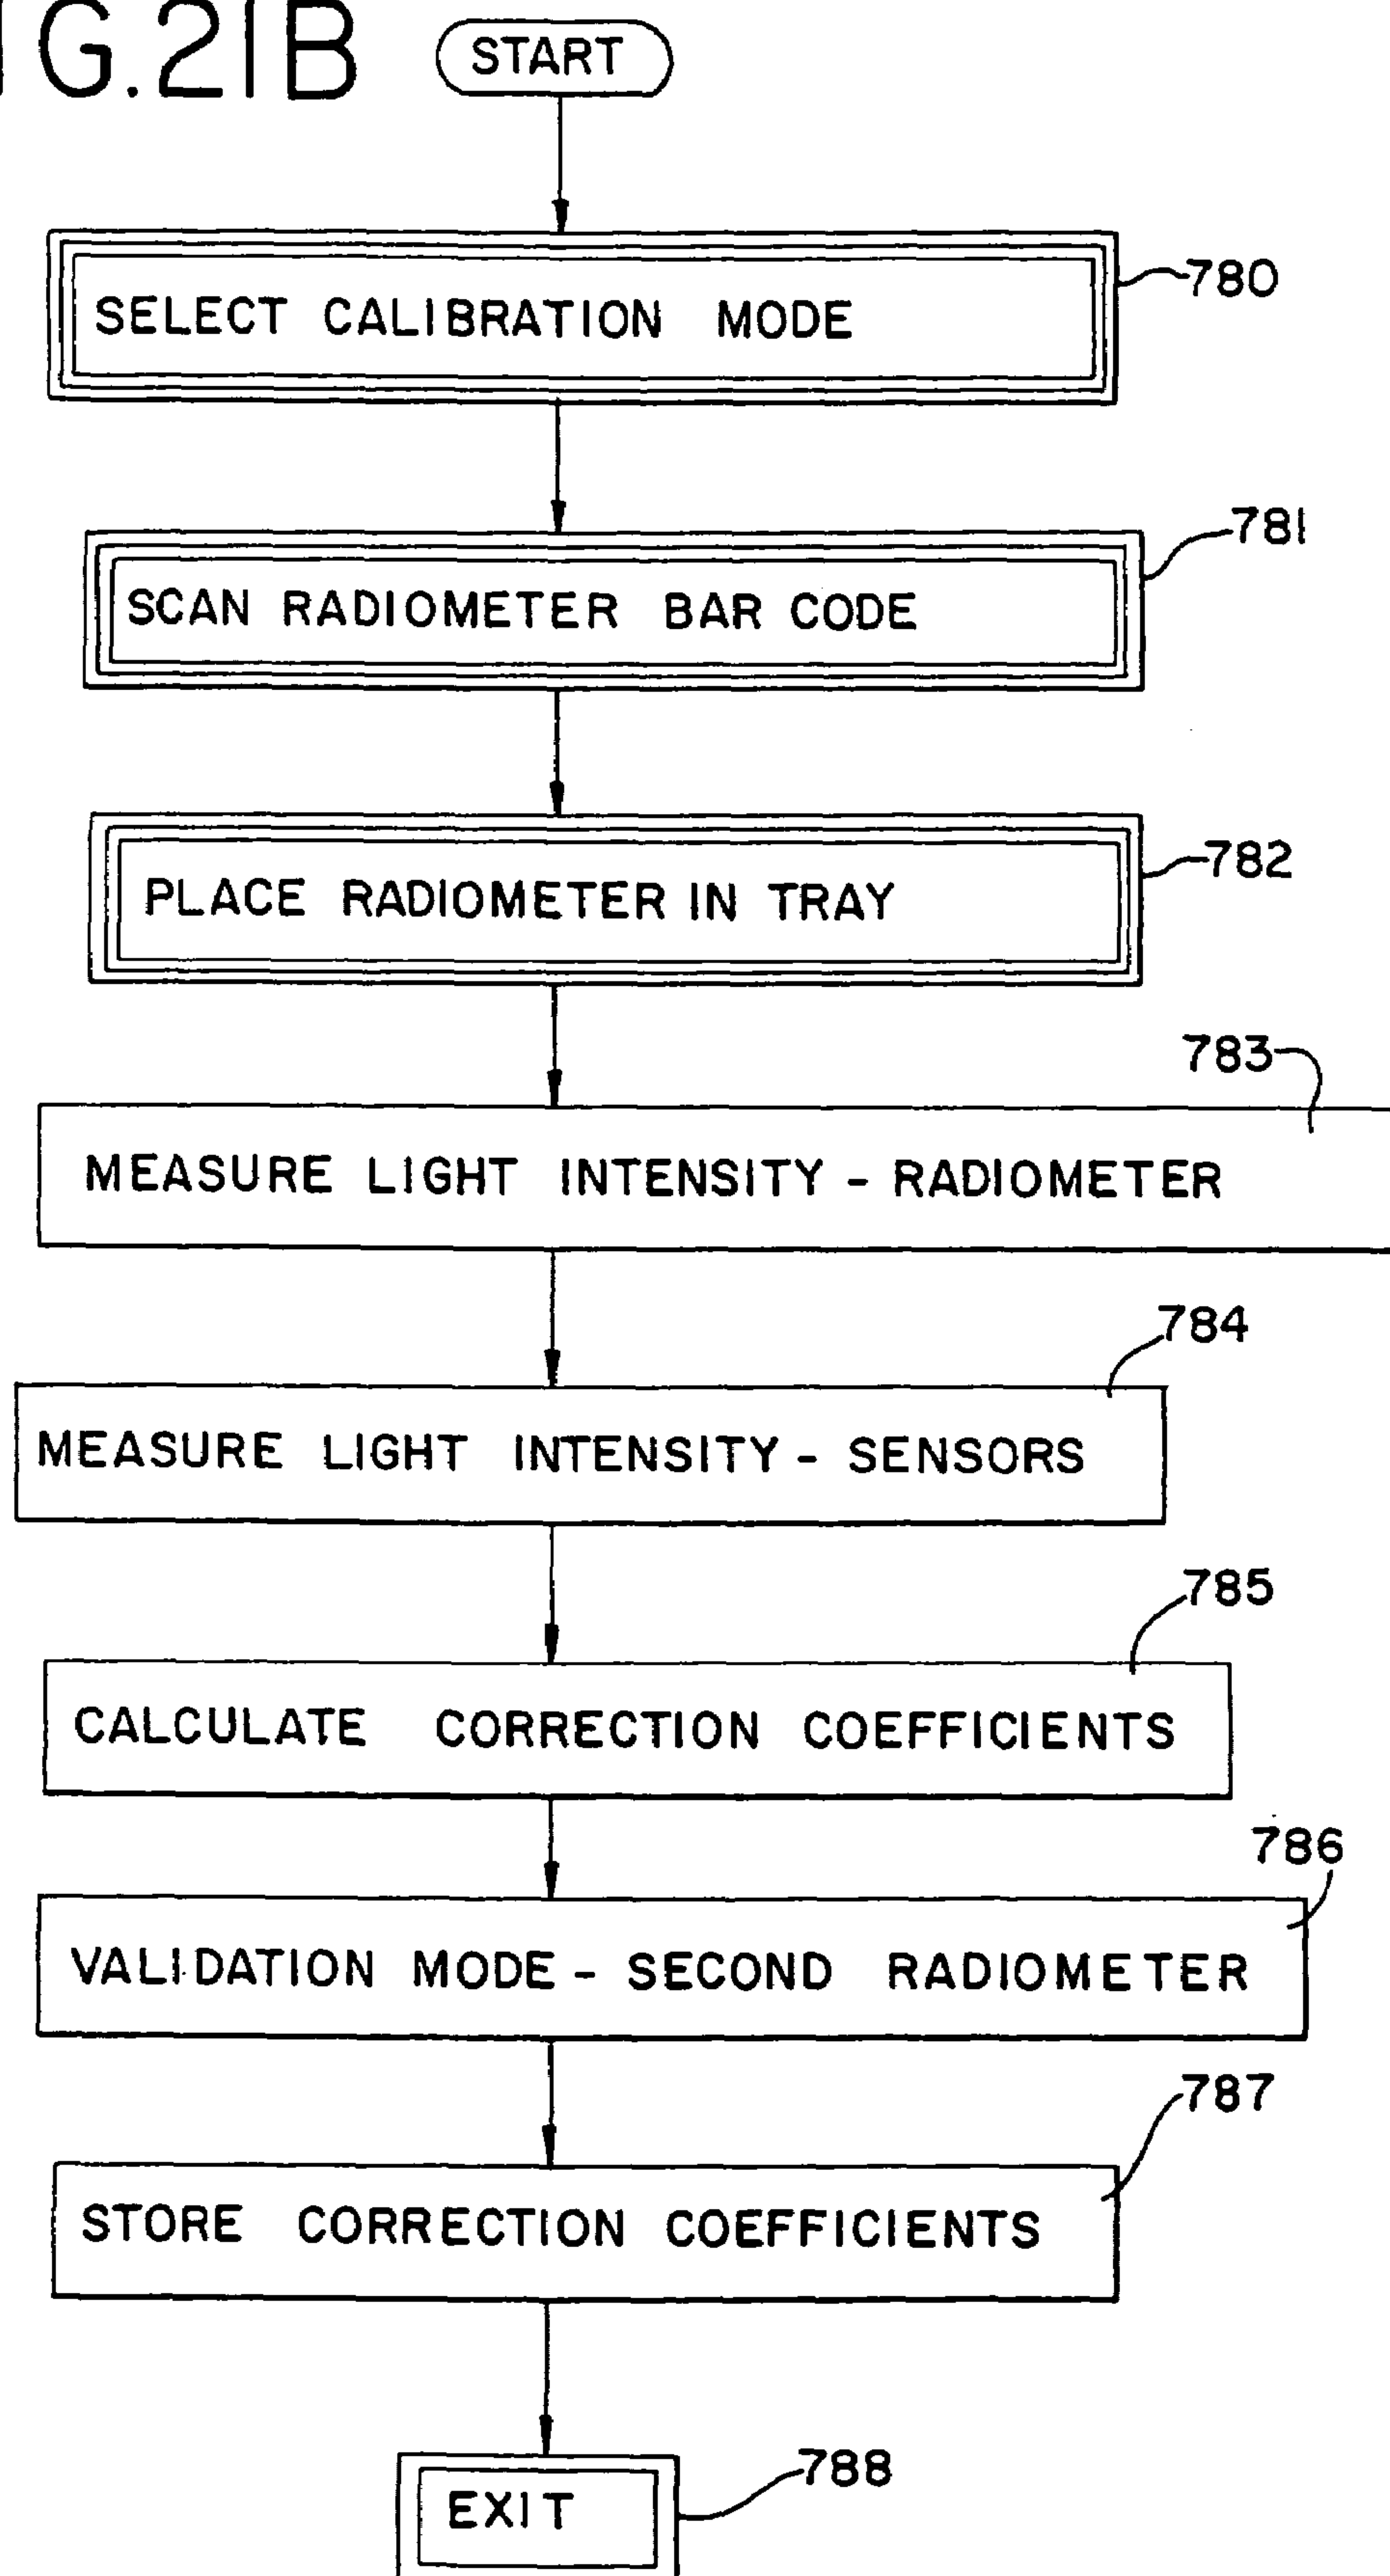 IG.21B
START
780
SELECT CALIBRATION MODE
781
SCAN RADIOMETER BAR CODE
782
PLACE RADIOMETER IN TRAY
783
MEASURE LIGHT INTENSITY - RADIOMETER
784
MEASURE LIGHT INTENSITY - SENSORS
785
CALCULATE CORRECTION COEFFICIENTS
786
VALIDATION MODE - SECOND RADIOMETER
787
STORE CORRECTION COEFFICIENTS
788
EXIT